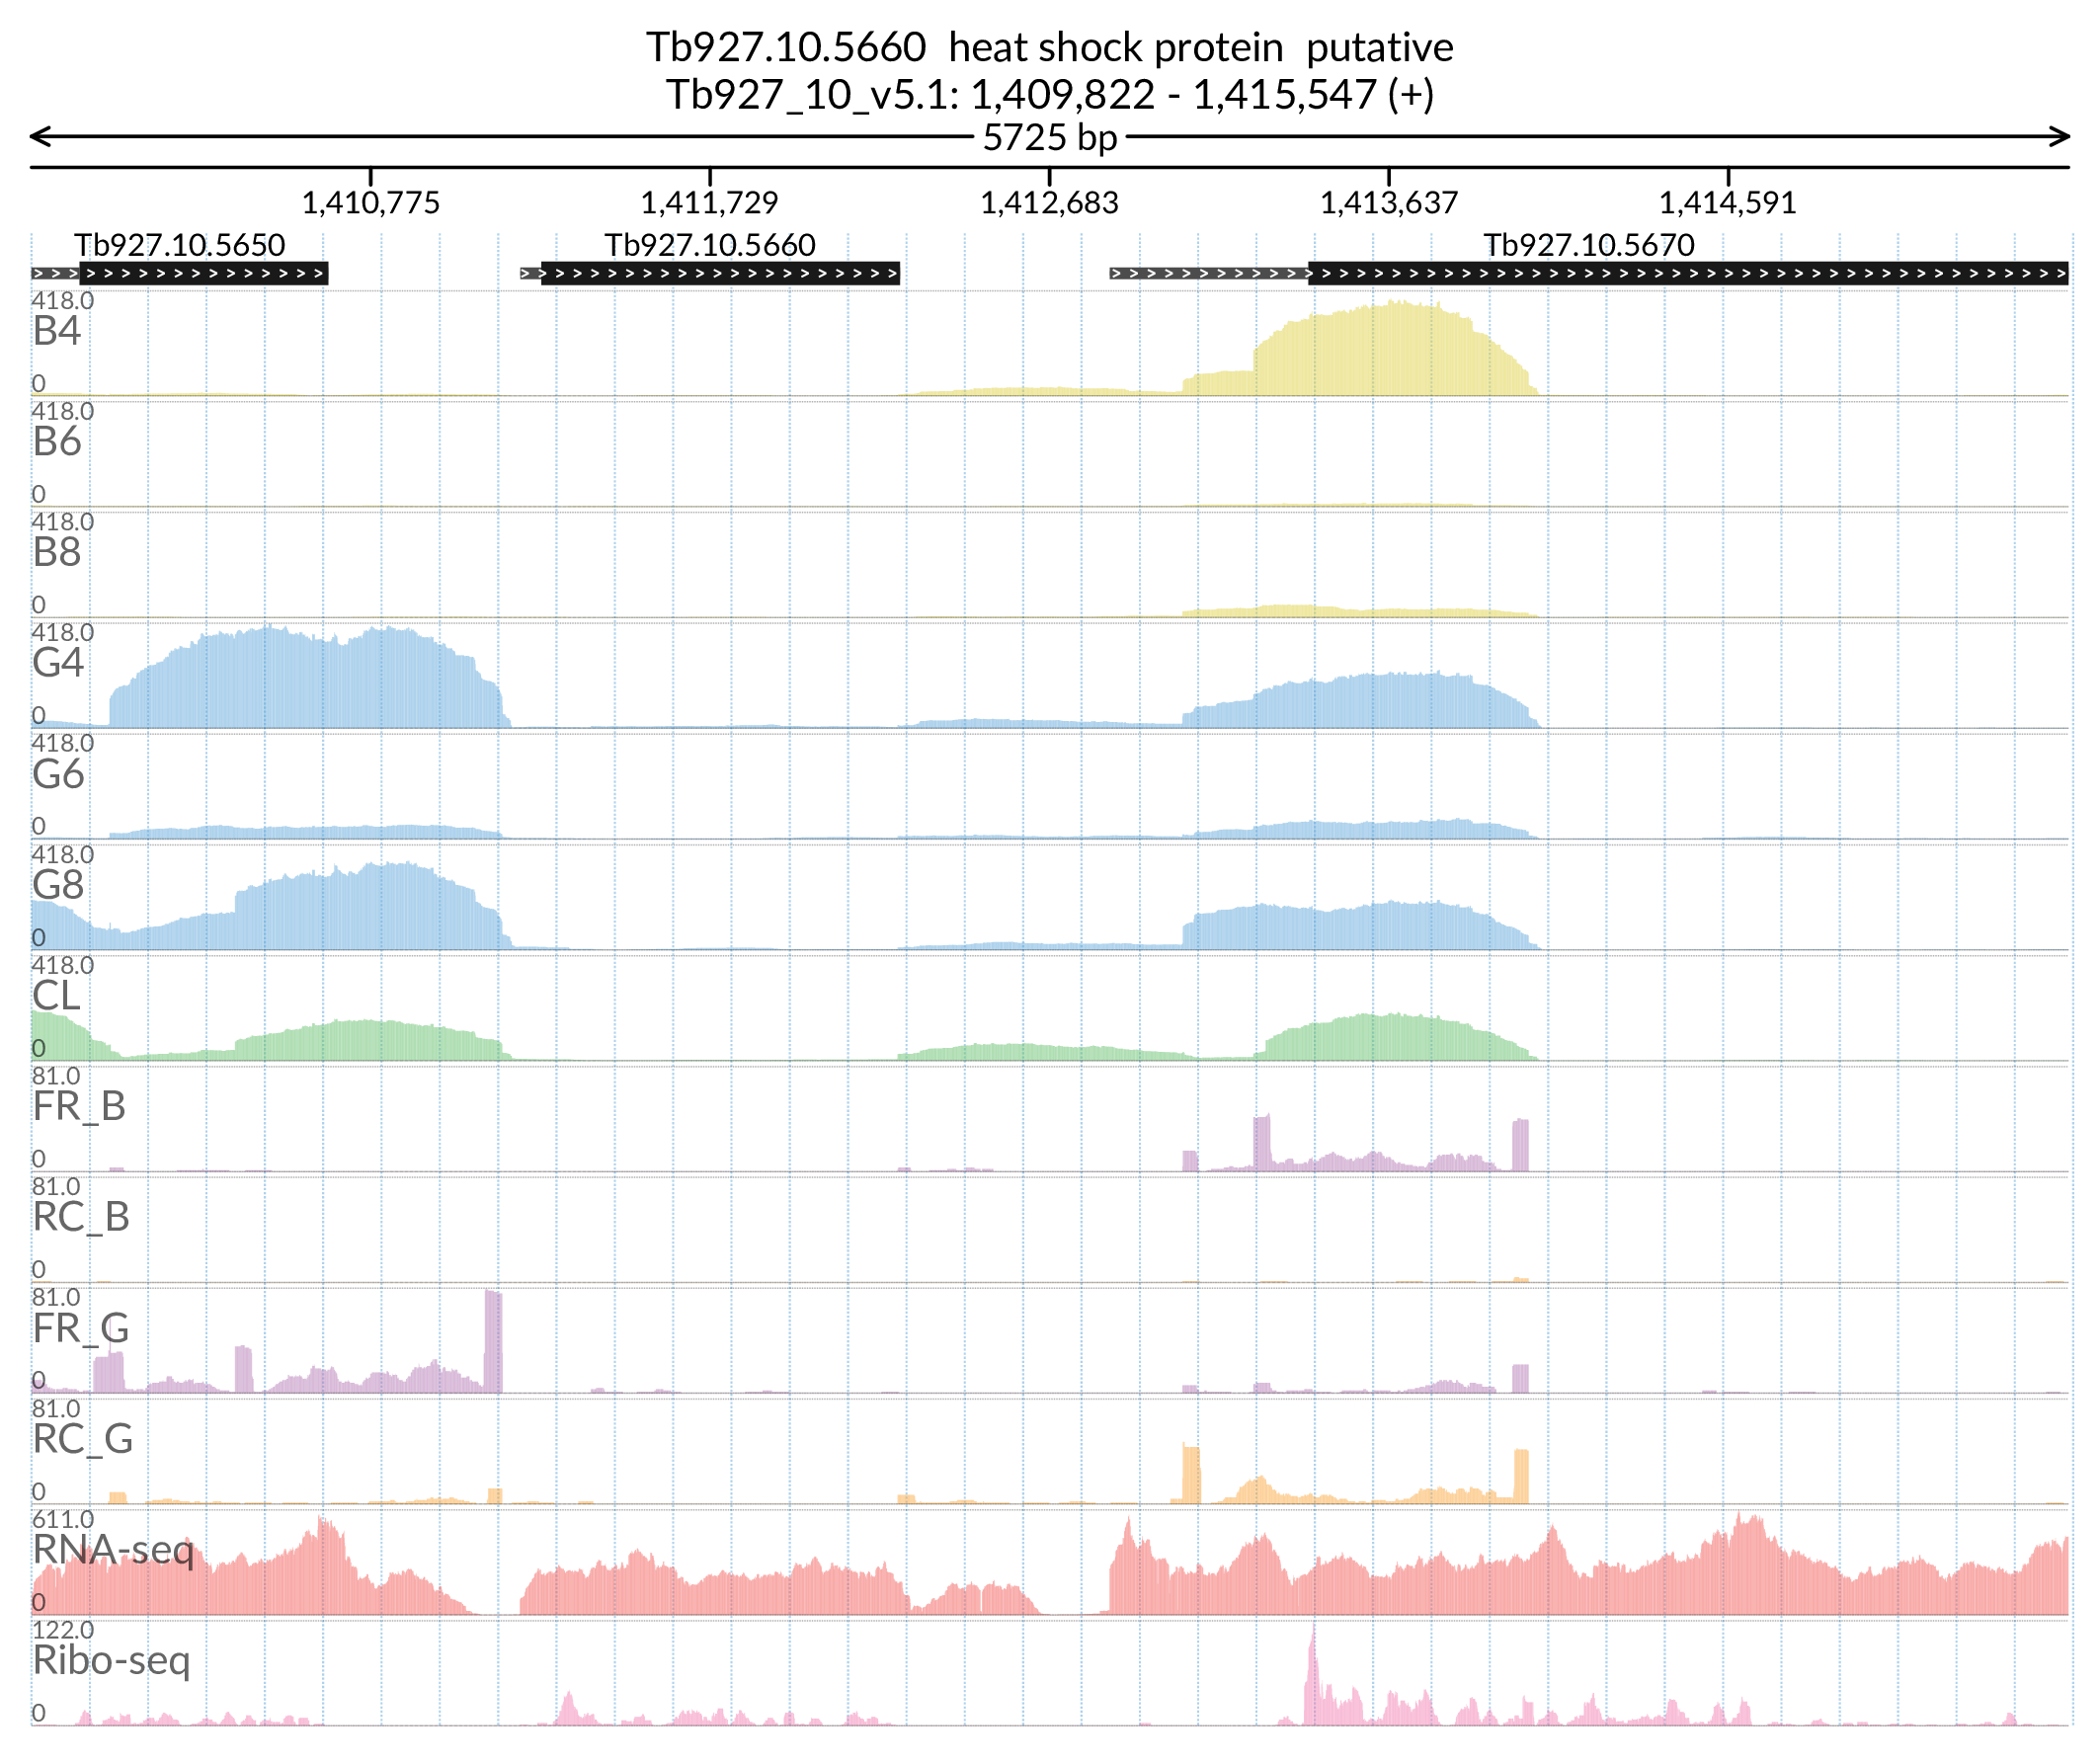 Tb927.10.5660 heat shock protein putative
Tb927_10_v5.1: 1,409,822 - 1,415,547 (+)
5725 bp
1,410,775 1,411,729 1,412,683 1,413,637 1,414,591
Tb927.10.5650 Tb927.10.5660 Tb927.10.5670
418.0
B4
0
418.0
B6
0
418.0
B8
0
418.0
G4
0
418.0
G6
0
418.0
G8
0
418.0
CL
0
81.0
FR_B
0
81.0
RC_B
0
81.0
FR_G
0
81.0
RC_G
0
611.0
RNA-seq
0
122.0
Ribo-seq
0